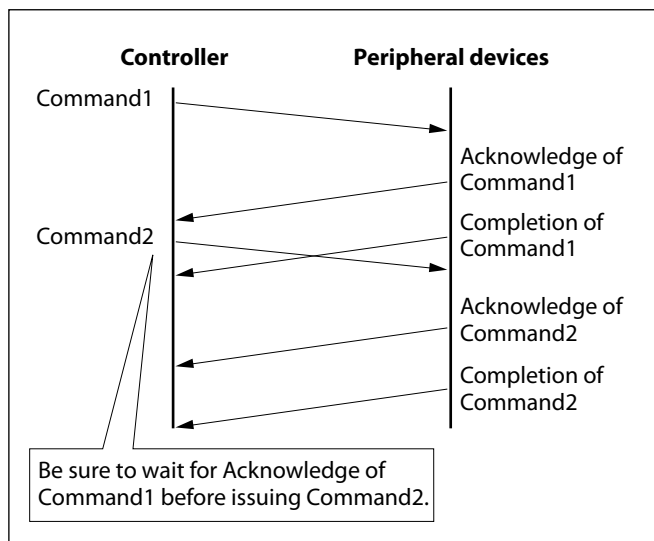 Controller
Peripheral devices
Command1
Acknowledge of
Command1
Command2
Completion of
Command1
Acknowledge of
Command2
Completion of
Command2
Be sure to wait for Acknowledge of
Command1 before issuing Command2.